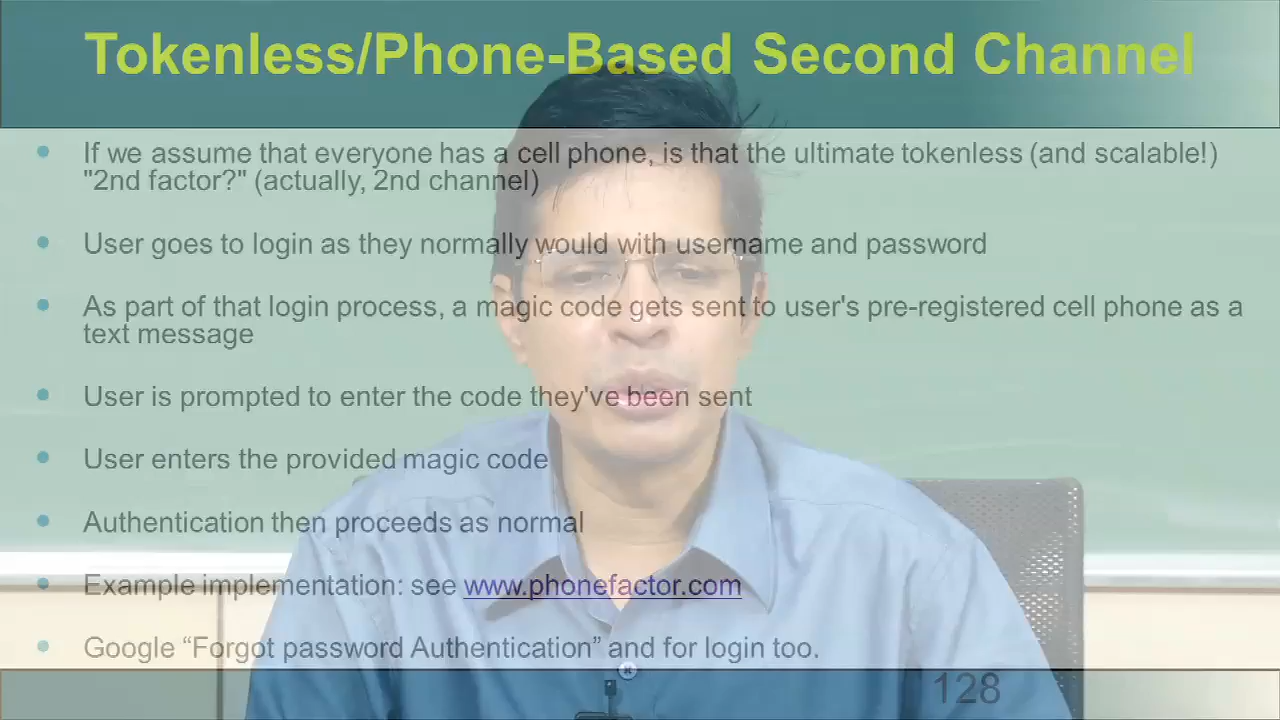 Tokenless/Phone-Based Second Channel
If we assume that everyone has a cell phone, is that the ultimate tokenless (and scalable!)
"2nd factor?" (actually, 2nd channel)
User goes to login as they normally would with username and password
As part of that login process, a magic code gets sent to user's pre-registered cell phone as a
text message
User is prompted to enter the code they've been sent
User enters the provided magic code
Authentication then proceeds as normal
Example implementation: see www.phonefactor.com
Google “Forgot password Authentication” and for login too.
128